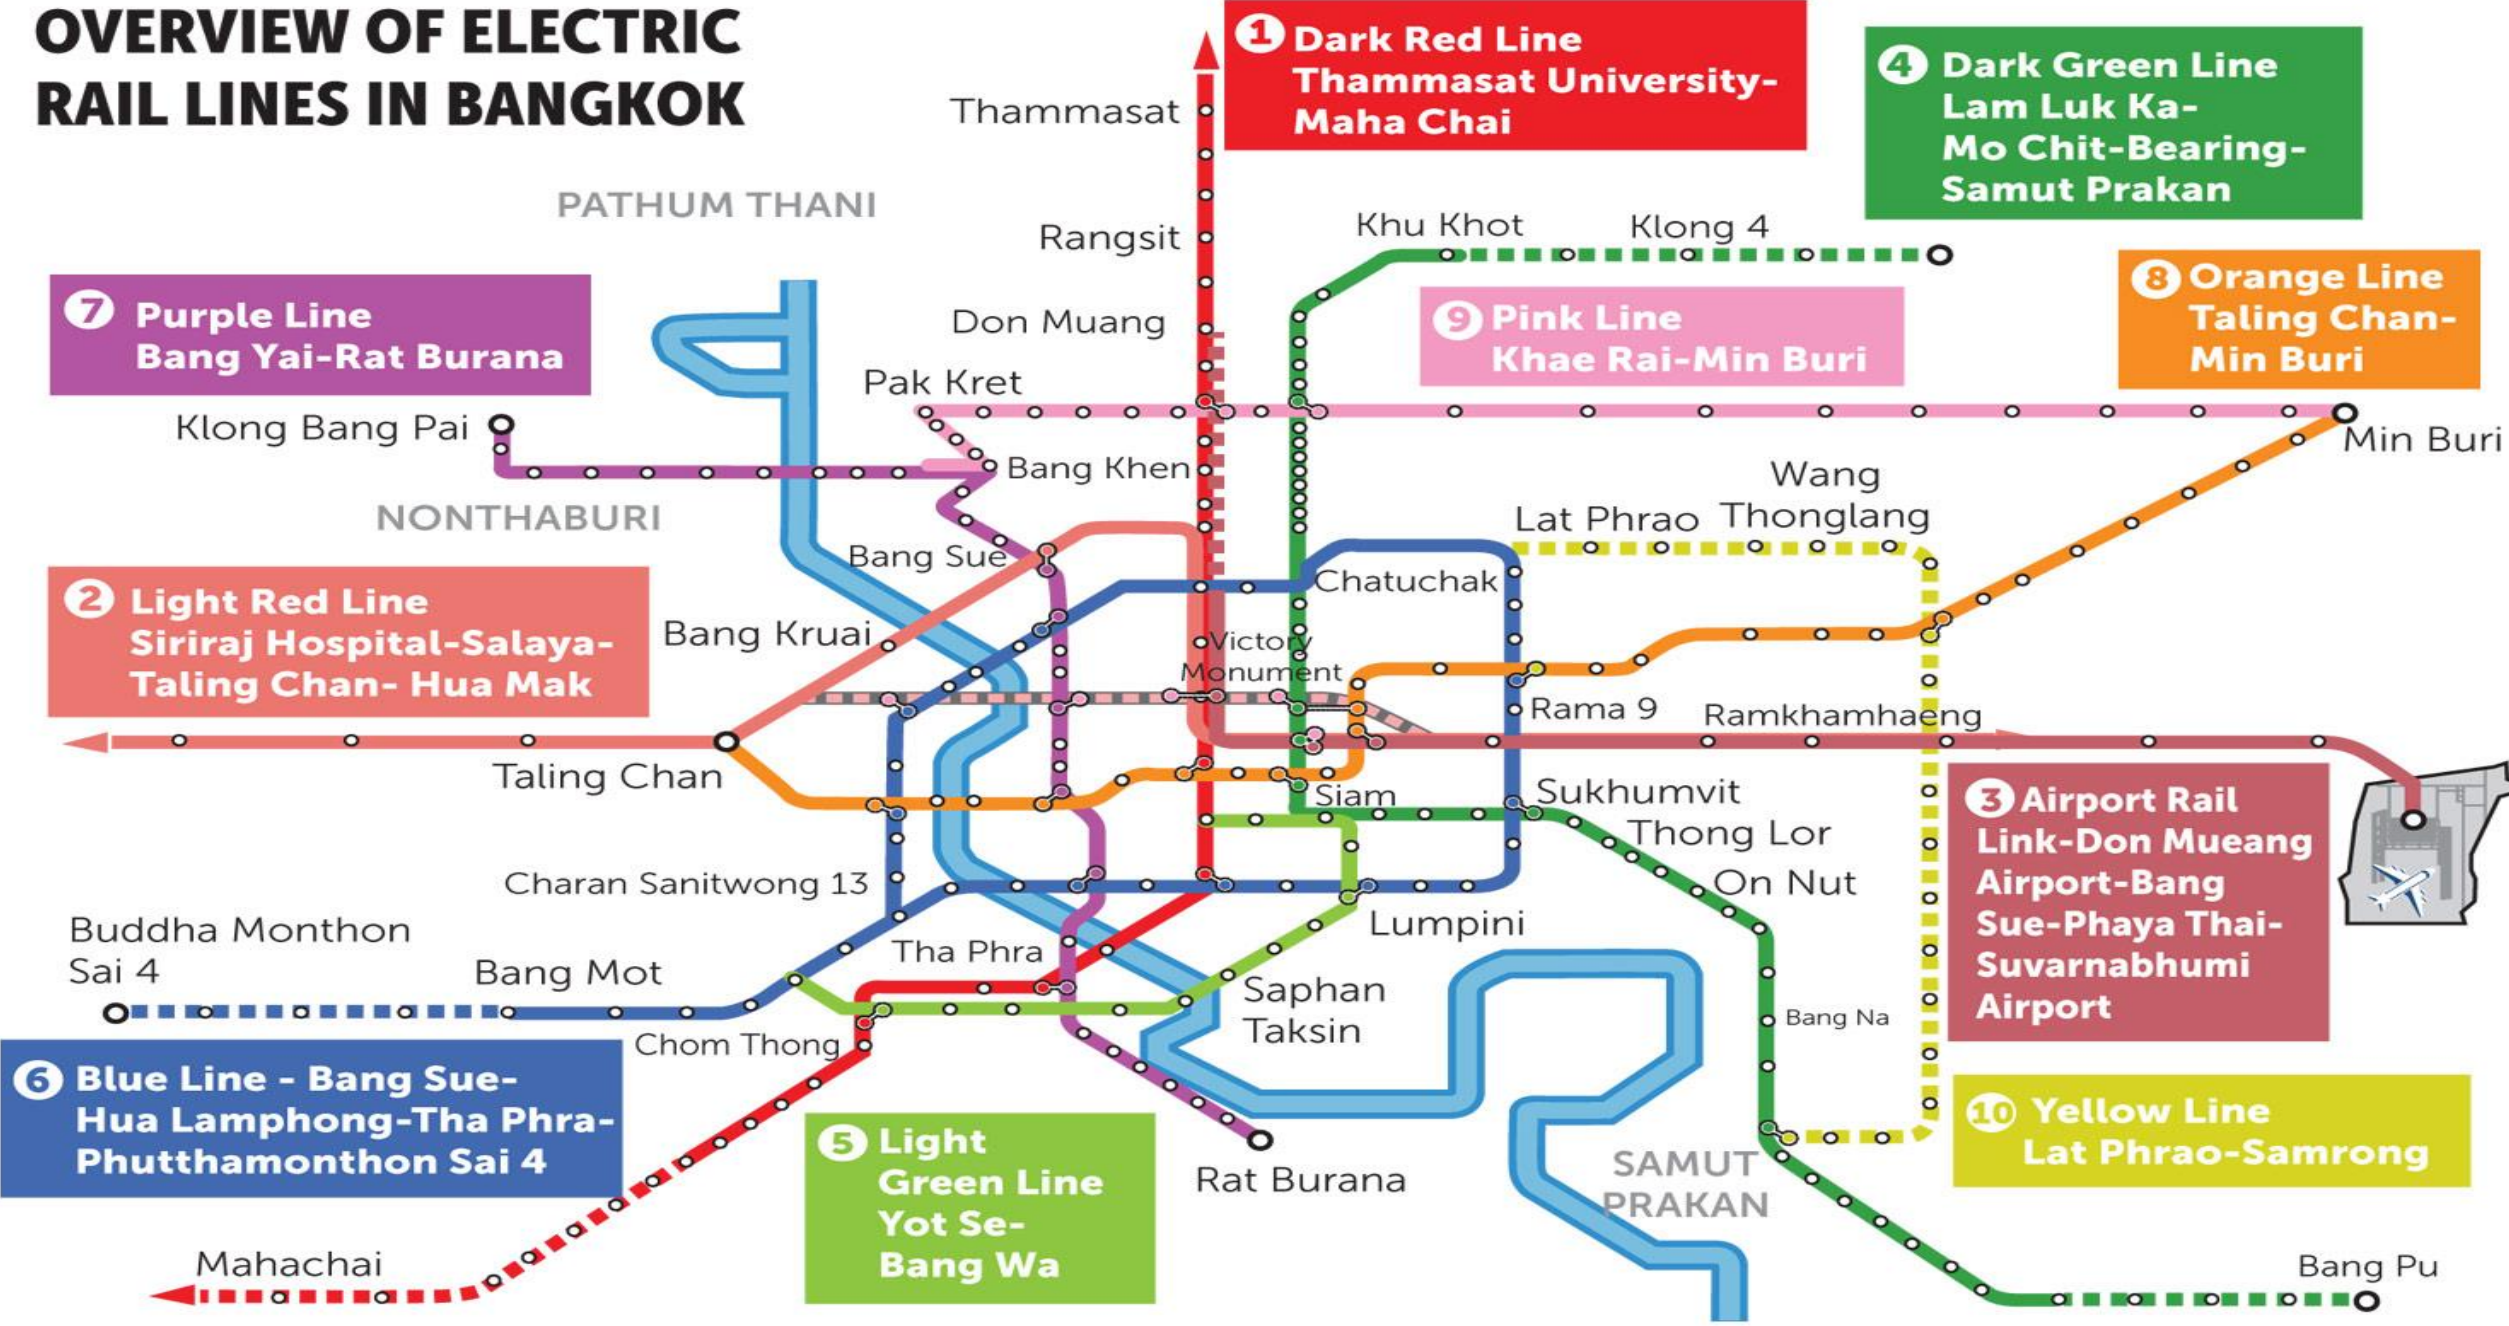 OVERVIEW OF ELECTRIC
RAIL LINES IN BANGKOK
1 Dark Red Line
Thammasat University-
Maha Chai
4 Dark Green Line
Lam Luk Ka-
Mo Chit-Bearing-
Samut Prakan
Thammasat
PATHUM THANI
Rangsit
Khu Khot
Klong 4
7 Purple Line
Bang Yai-Rat Burana
Don Muang
9 Pink Line
Khae Rai-Min Buri
8 Orange Line
Taling Chan-
Min Buri
Pak Kret
Klong Bang Pai
Min Buri
Bang Khen
Wang
Thonglang
Lat Phrao
NONTHABURI
Bang Sue
Chatuchak
2 Light Red Line
Siriraj Hospital-Salaya-
Taling Chan- Hua Mak
Bang Kruai
Victory
Monument
Rama 9
Ramkhamhaeng
Taling Chan
Siam
Sukhumvit
Thong Lor
On Nut
3 Airport Rail
Link-Don Mueang
Airport-Bang
Sue-Phaya Thai-
Suvarnabhumi
Airport
Charan Sanitwong 13
Lumpini
Buddha Monthon
Sai 4
Bang Mot
Tha Phra
Saphan
Taksin
Bang Na
Chom Thong
6 Blue Line - Bang Sue-
Hua Lamphong-Tha Phra-
Phutthamonthon Sai 4
5 Light
Green Line
Yot Se-
Bang Wa
10 Yellow Line
Lat Phrao-Samrong
Rat Burana
SAMUT
PRAKAN
Mahachai
Bang Pu